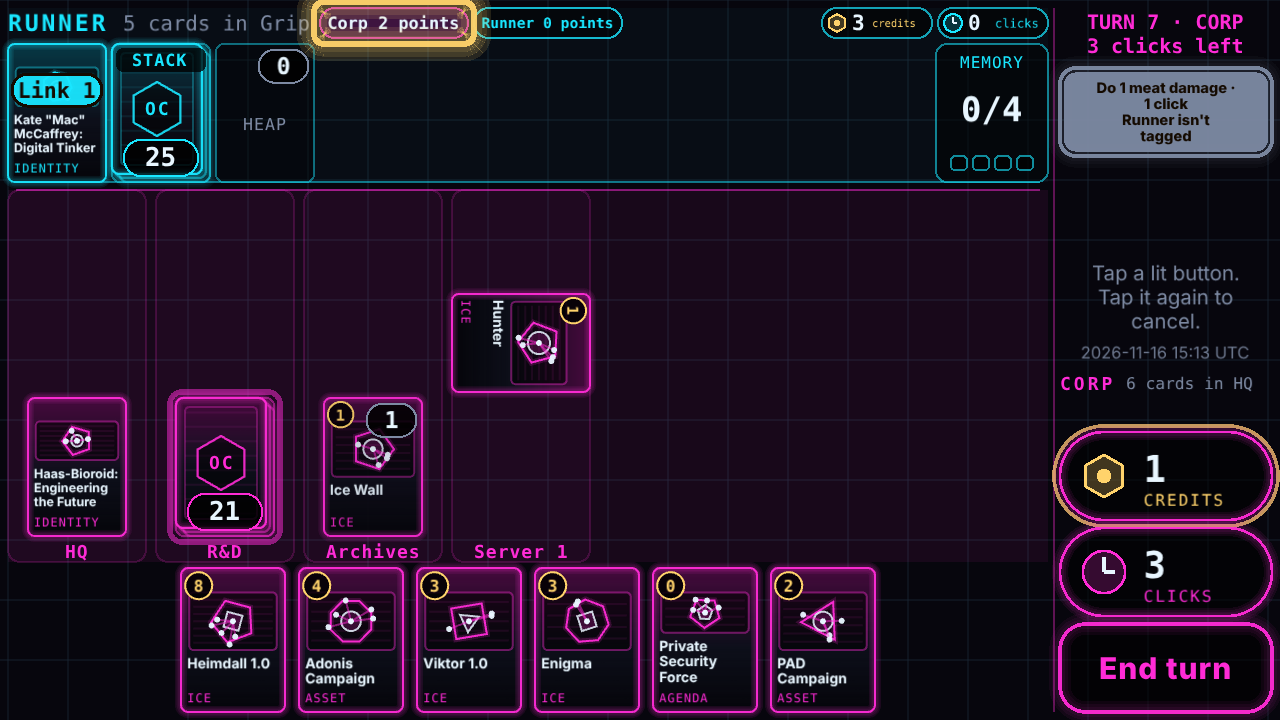 RUNNER 5 cards in Grip
Corp 2 points
Runner 0 points
3 credits
0 clicks
TURN 7 · CORP
3 clicks left
Link 1
Kate "Mac"
McCaffrey:
Digital Tinker
IDENTITY
STACK
OC
25
0
HEAP
MEMORY
0/4
Do 1 meat damage ·
1 click
Runner isn't
tagged
Tap a lit button.
Tap it again to
cancel.
2026-11-16 15:13 UTC
CORP 6 cards in HQ
ICE
Hunter
1
Haas-Bioroid:
Engineering
the Future
IDENTITY
HQ
OC
21
R&D
1
1
Ice Wall
ICE
Archives
Server 1
1
CREDITS
3
CLICKS
End turn
8
Heimdall 1.0
ICE
4
Adonis
Campaign
ASSET
3
Viktor 1.0
ICE
3
Enigma
ICE
0
Private
Security
Force
AGENDA
2
PAD
Campaign
ASSET